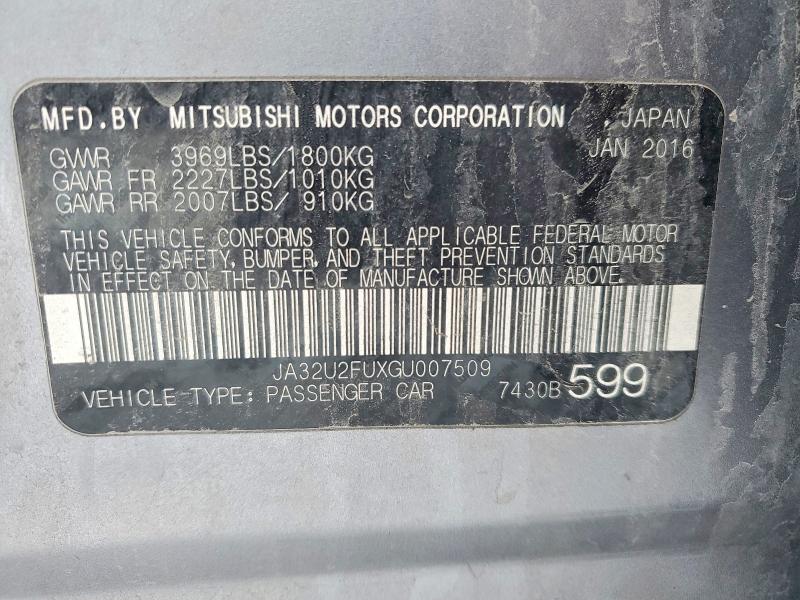 MFD.BY MITSUBISHI MOTORS CORPORATION , JAPAN
JAN 2016
GVWR 3969LBS/1800KG
GAWR FR 2227LBS/1010KG
GAWR RR 2007LBS/ 910KG
THIS VEHICLE CONFORMS TO ALL APPLICABLE FEDERAL MOTOR
VEHICLE SAFETY, BUMPER, AND THEFT PREVENTION STANDARDS
IN EFFECT ON THE DATE OF MANUFACTURE SHOWN ABOVE.
JA32U2FUXGU007509
VEHICLE TYPE: PASSENGER CAR 7430B 599